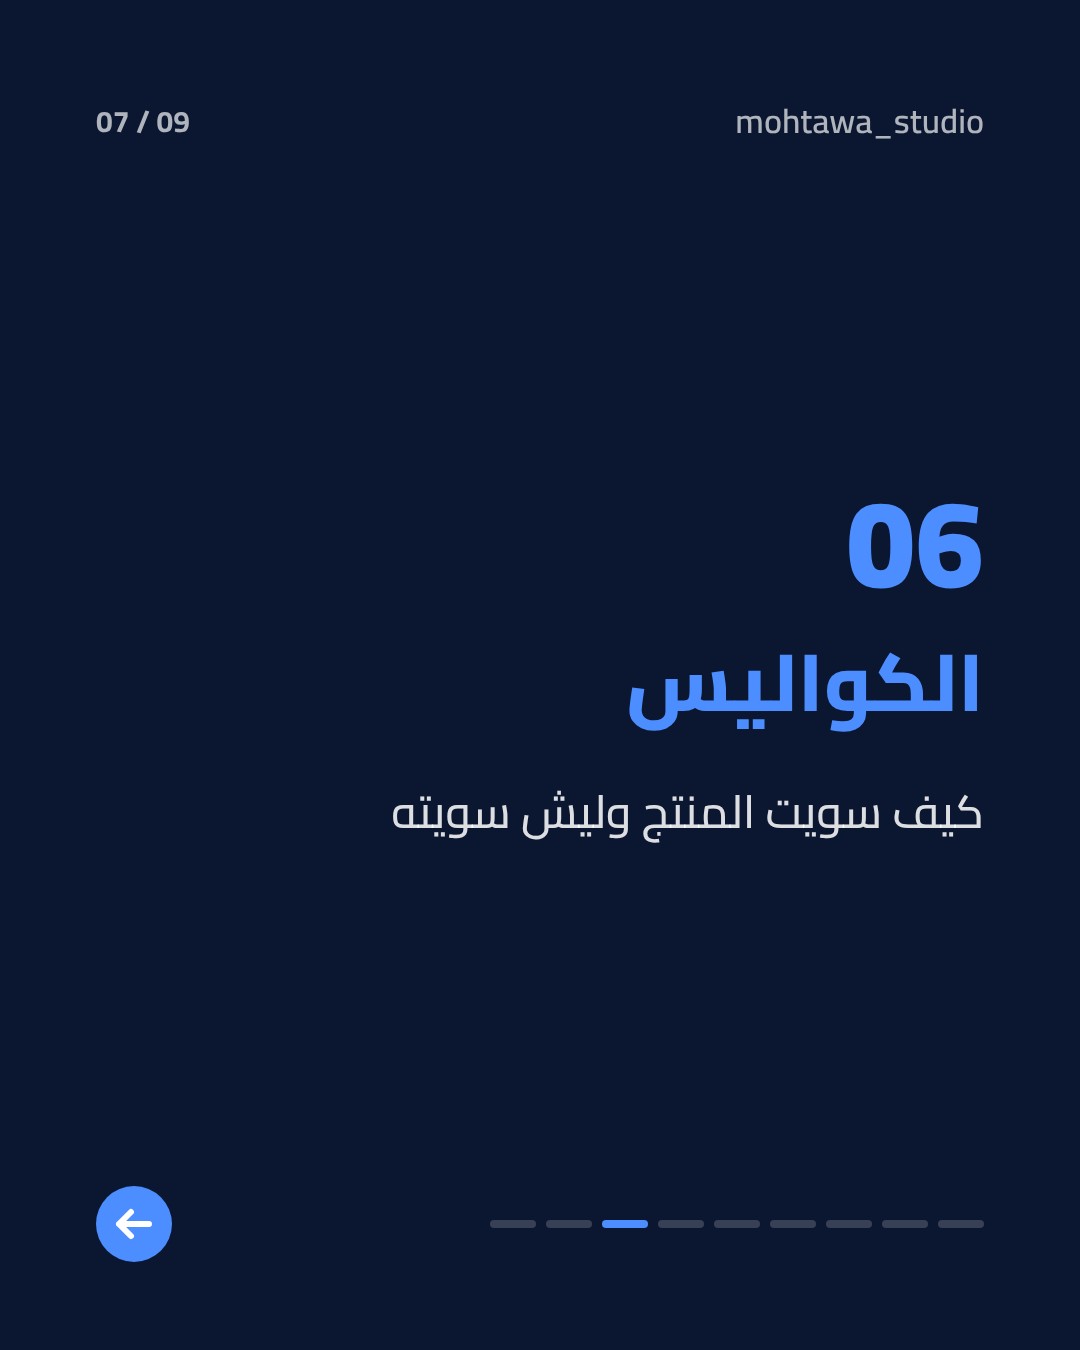 mohtawa_studio
07 / 09
06
الكواليس
كيف سويت المنتج وليش سويته